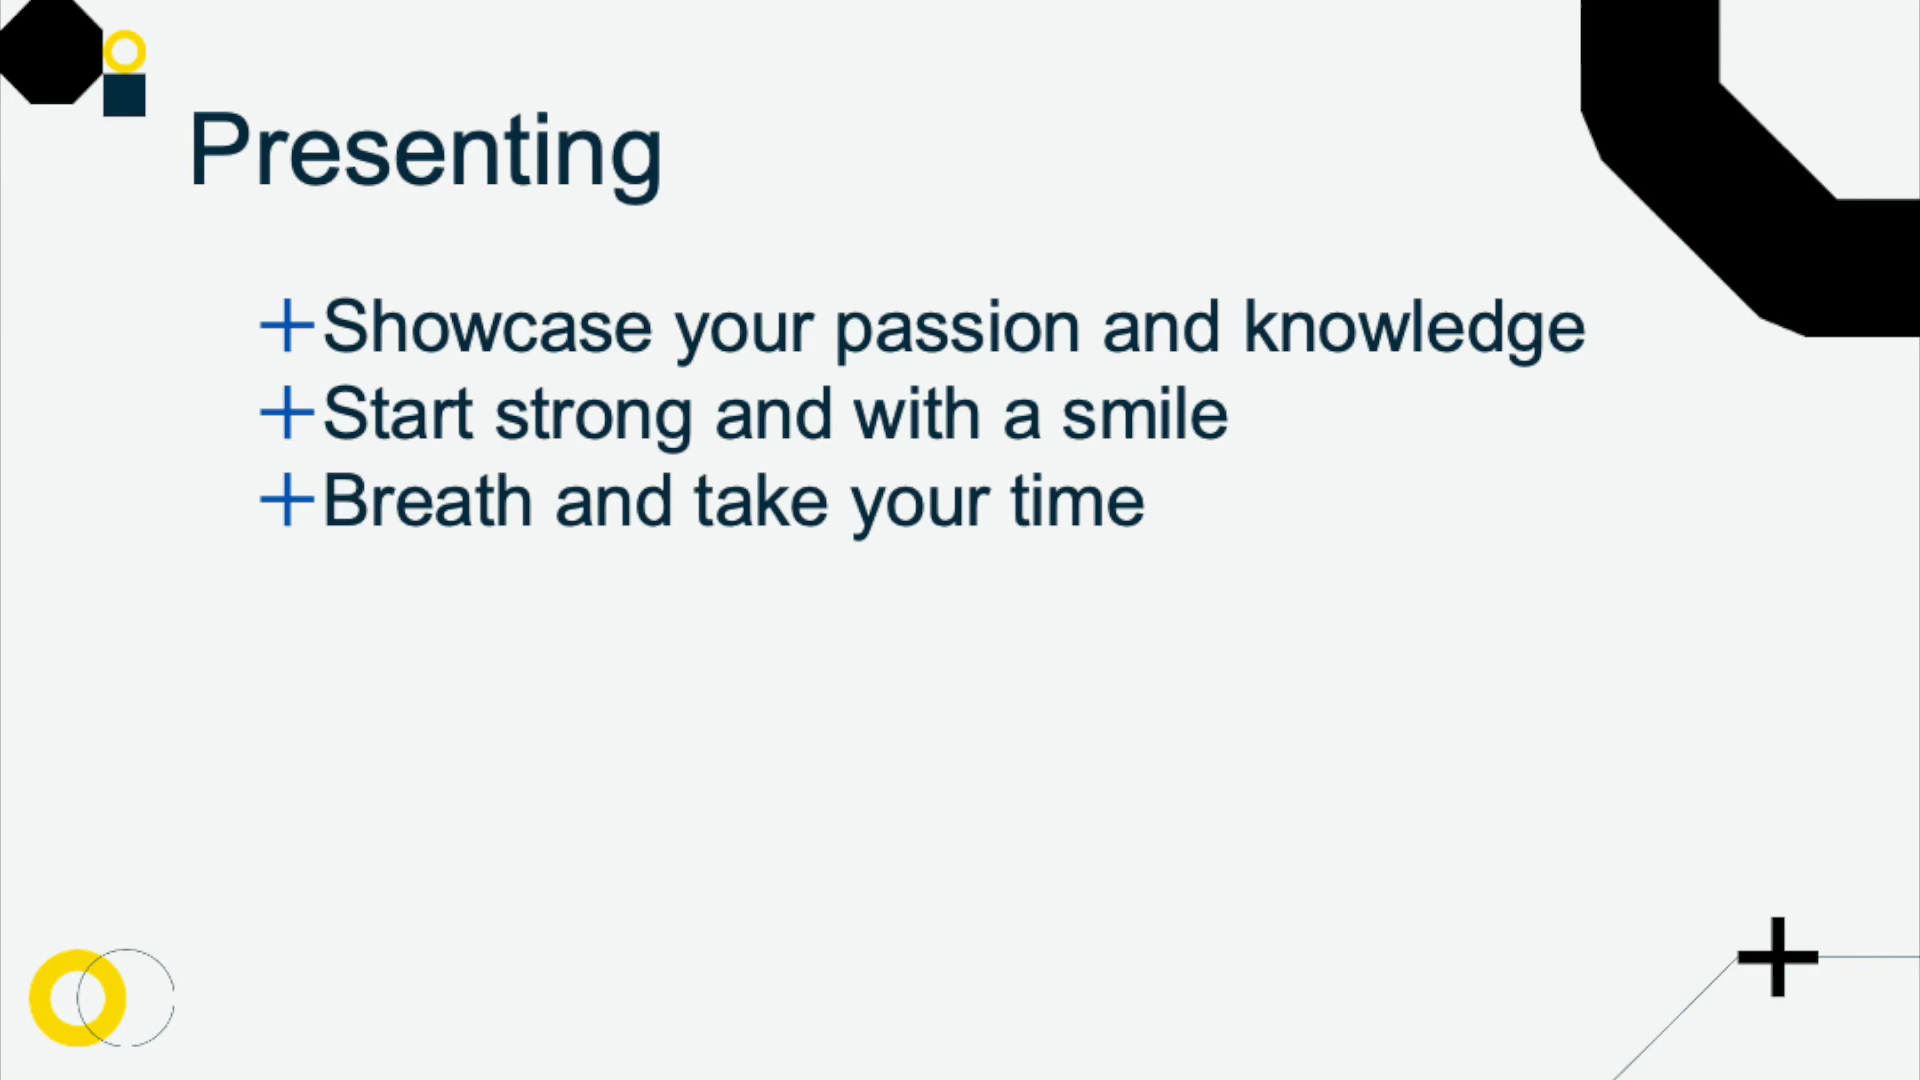 Presenting
+Showcase your passion and knowledge
+Start strong and with a smile
+Breath and take your time